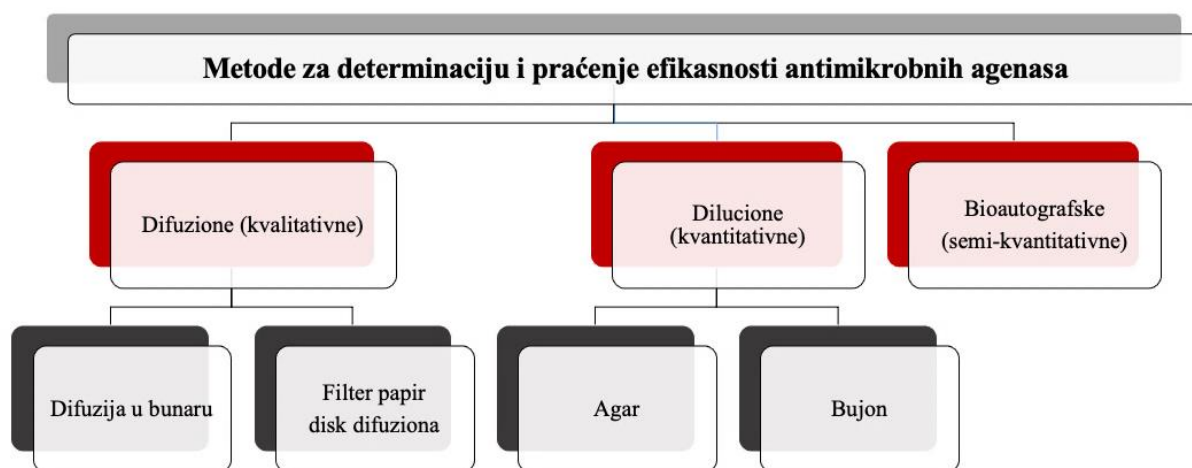 Metode za determinaciju i praćenje efikasnosti antimikrobnih agenasa
Difuzione (kvalitativne)
Dilucione
(kvantitativne)
Bioautografske
(semi-kvantitativne)
Difuzija u bunaru
Filter papir
disk difuziona
Agar
Bujon